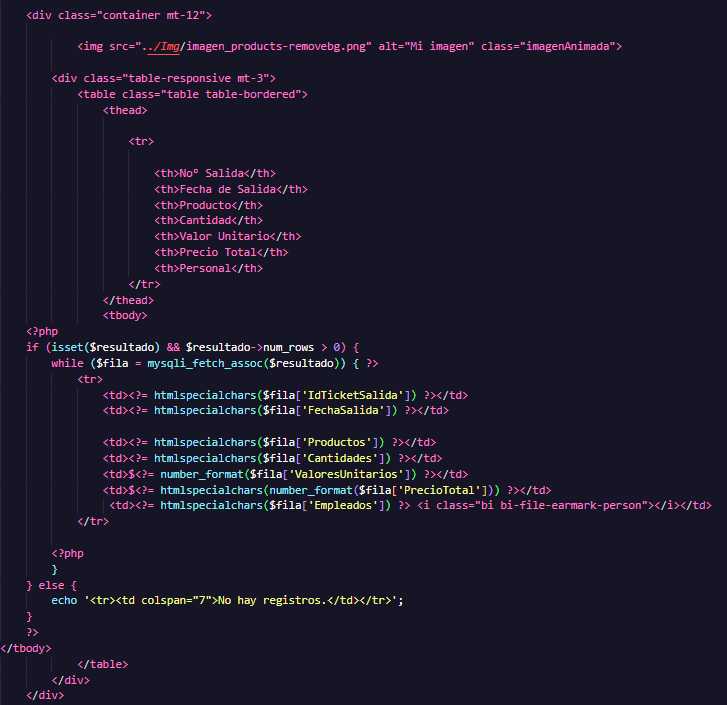 <div class="container mt-12">
<img src="../Img/imagen_products-removebg.png" alt="Mi imagen" class="imagenAnimada">
<div class="table-responsive mt-3">
<table class="table table-bordered">
<thead>
<tr>
<th>Noº Salida</th>
<th>Fecha de Salida</th>
<th>Producto</th>
<th>Cantidad</th>
<th>Valor Unitario</th>
<th>Precio Total</th>
<th>Personal</th>
</tr>
</thead>
<tbody>
<?php
if (isset($resultado) && $resultado->num_rows > 0) {
while ($fila = mysqli_fetch_assoc($resultado)) { ?>
<tr>
<td><?= htmlspecialchars($fila['IdTicketSalida']) ?></td>
<td><?= htmlspecialchars($fila['FechaSalida']) ?></td>
<td><?= htmlspecialchars($fila['Productos']) ?></td>
<td><?= htmlspecialchars($fila['Cantidades']) ?></td>
<td>$<?= number_format($fila['ValoresUnitarios']) ?></td>
<td>$<?= htmlspecialchars(number_format($fila['PrecioTotal'])) ?></td>
<td><?= htmlspecialchars($fila['Empleados']) ?> <i class="bi bi-file-earmark-person"></i></td>
</tr>
<?php
}
} else {
echo '<tr><td colspan="7">No hay registros.</td></tr>';
}
?>
</tbody>
</table>
</div>
</div>